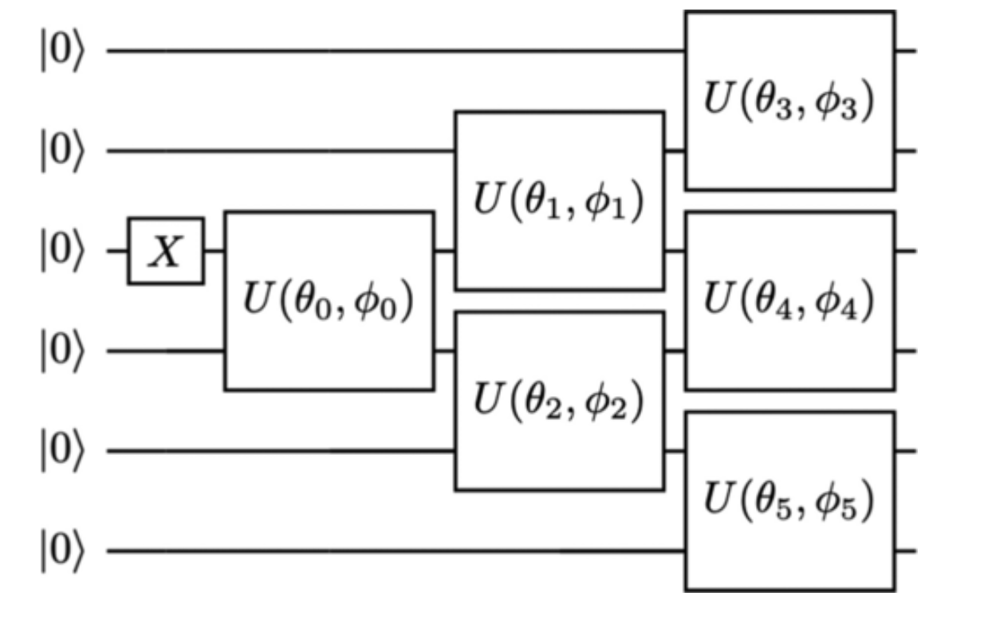 |0⟩
U(θ₃, ϕ₃)
|0⟩
U(θ₁, ϕ₁)
|0⟩
X
U(θ₀, ϕ₀)
U(θ₄, ϕ₄)
|0⟩
U(θ₂, ϕ₂)
|0⟩
U(θ₅, ϕ₅)
|0⟩